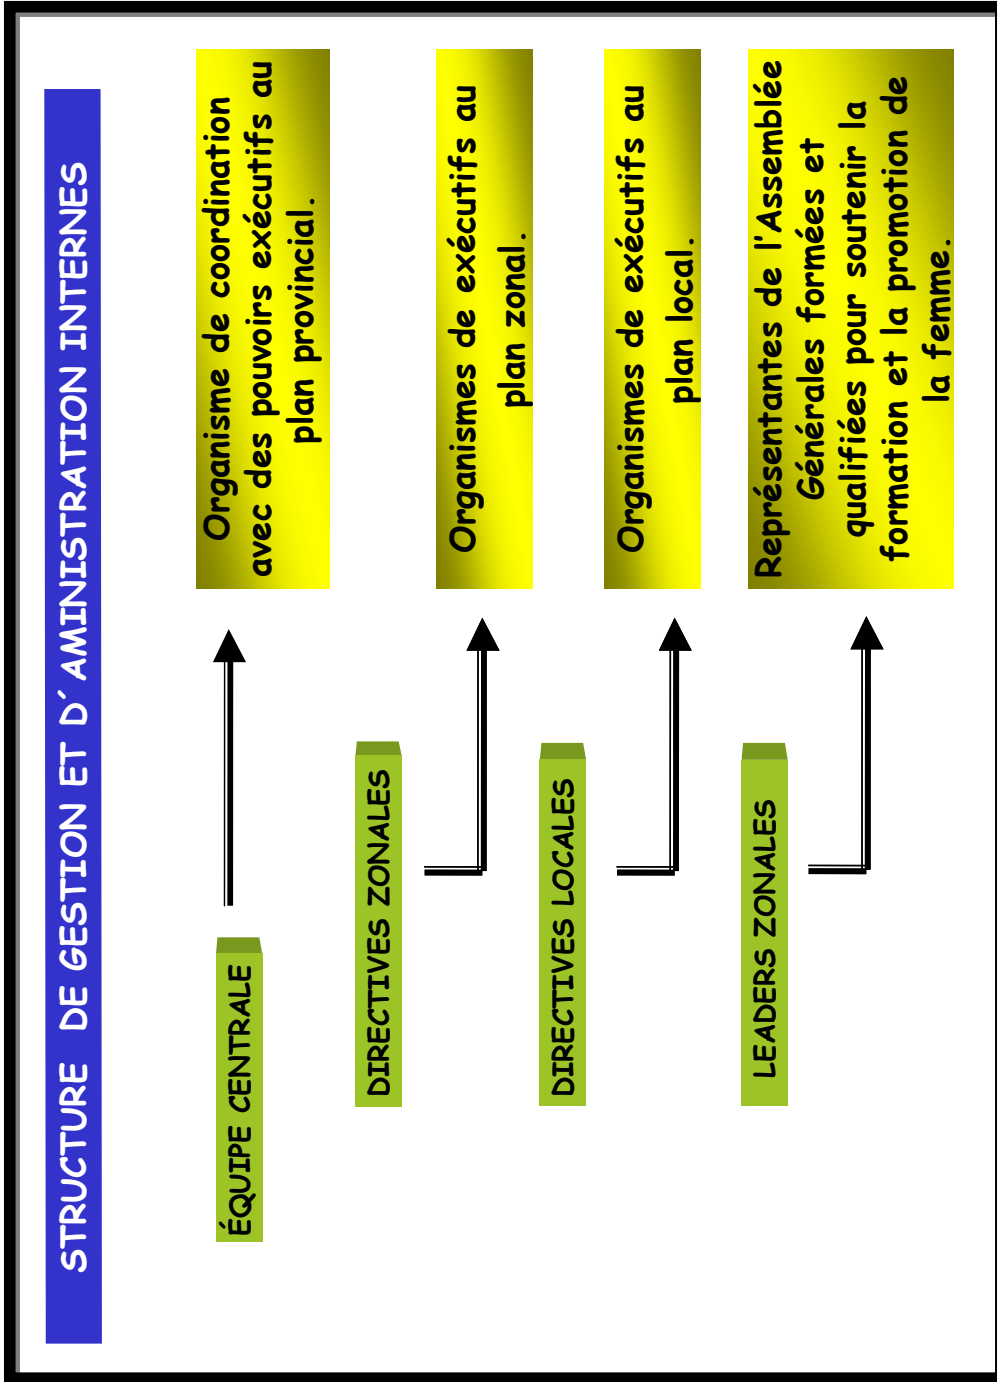 STRUCTURE DE GESTION ET D´AMINISTRATION INTERNES
ÉQUIPE CENTRALE
Organisme de coordination
avec des pouvoirs exécutifs au
plan provincial.
DIRECTIVES ZONALES
Organismes de exécutifs au
plan zonal.
DIRECTIVES LOCALES
Organismes de exécutifs au
plan local.
LEADERS ZONALES
Représentantes de l'Assemblée
Générales formées et
qualifiées pour soutenir la
formation et la promotion de
la femme.